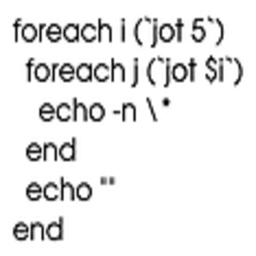 foreach i (`jot 5`)
foreach j (`jot $i`)
echo -n \*
end
echo ""
end